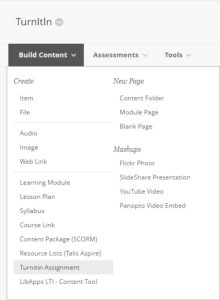 TurnItIn
Build Content
Assessments
Tools
Create
Item
File
Audio
Image
Web Link
Learning Module
Lesson Plan
Syllabus
Course Link
Content Package (SCORM)
Resource Lists (Talis Aspire)
Turnitin Assignment
LibApps LTI - Content Tool
New Page
Content Folder
Module Page
Blank Page
Mashups
Flickr Photo
SlideShare Presentation
YouTube Video
Panopto Video Embed